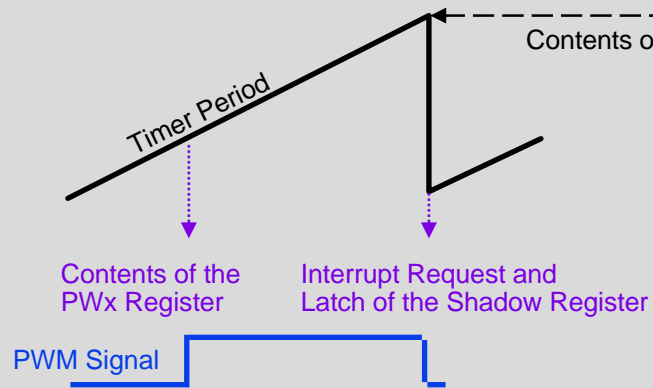 Contents o
Timer Period
Contents of the
PWx Register
Interrupt Request and
Latch of the Shadow Register
PWM Signal